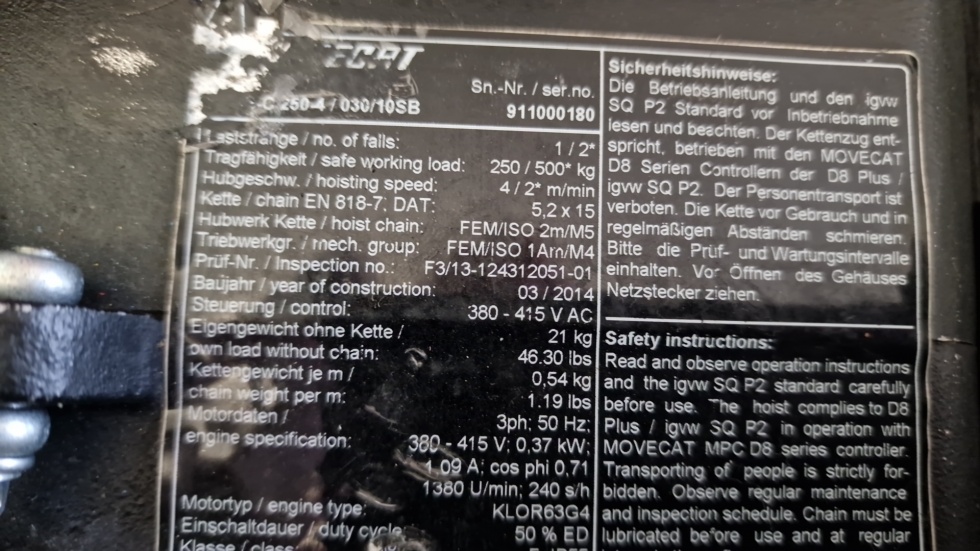 Sn.-Nr. / ser.no.
C 250-4 / 030/10SB 911000180
Laststränge / no. of falls: 1 / 2*
Tragfähigkeit / safe working load: 250 / 500* kg
Hubgeschw. / hoisting speed: 4 / 2* m/min
Kette / chain EN 818-7; DAT: 5,2 x 15
Hubwerk Kette / hoist chain: FEM/ISO 2m/M5
Triebwerkgr. / mech. group: FEM/ISO 1Am/M4
Prüf-Nr. / Inspection no.: F3/13-124312051-01
Baujahr / year of construction: 03 / 2014
Steuerung / control: 380 - 415 V AC
Eigengewicht ohne Kette / 21 kg
own load without chain: 46.30 lbs
Kettengewicht je m / 0,54 kg
chain weight per m: 1.19 lbs
Motordaten / 3ph; 50 Hz;
engine specification: 380 - 415 V; 0,37 kW;
1.09 A; cos phi 0,71
1380 U/min; 240 s/h
Motortyp / engine type: KLOR63G4
Einschaltdauer / duty cycle 50 % ED
Klasse / class
Sicherheitshinweise:
Die Betriebsanleitung und den igvw
SQ P2 Standard vor Inbetriebnahme
lesen und beachten. Der Kettenzug ent-
spricht, betrieben mit den MOVECAT
D8 Serien Controllern der D8 Plus /
igvw SQ P2. Der Personentransport ist
verboten. Die Kette vor Gebrauch und in
regelmäßigen Abständen schmieren.
Bitte die Prüf- und Wartungsintervalle
einhalten. Vor Öffnen des Gehäuses
Netzstecker ziehen.
Safety instructions:
Read and observe operation instructions
and the igvw SQ P2 standard carefully
before use. The hoist complies to D8
Plus / igvw SQ P2 in operation with
MOVECAT MPC D8 series controller.
Transporting of people is strictly for-
bidden. Observe regular maintenance
and inspection schedule. Chain must be
lubricated before use and at regular